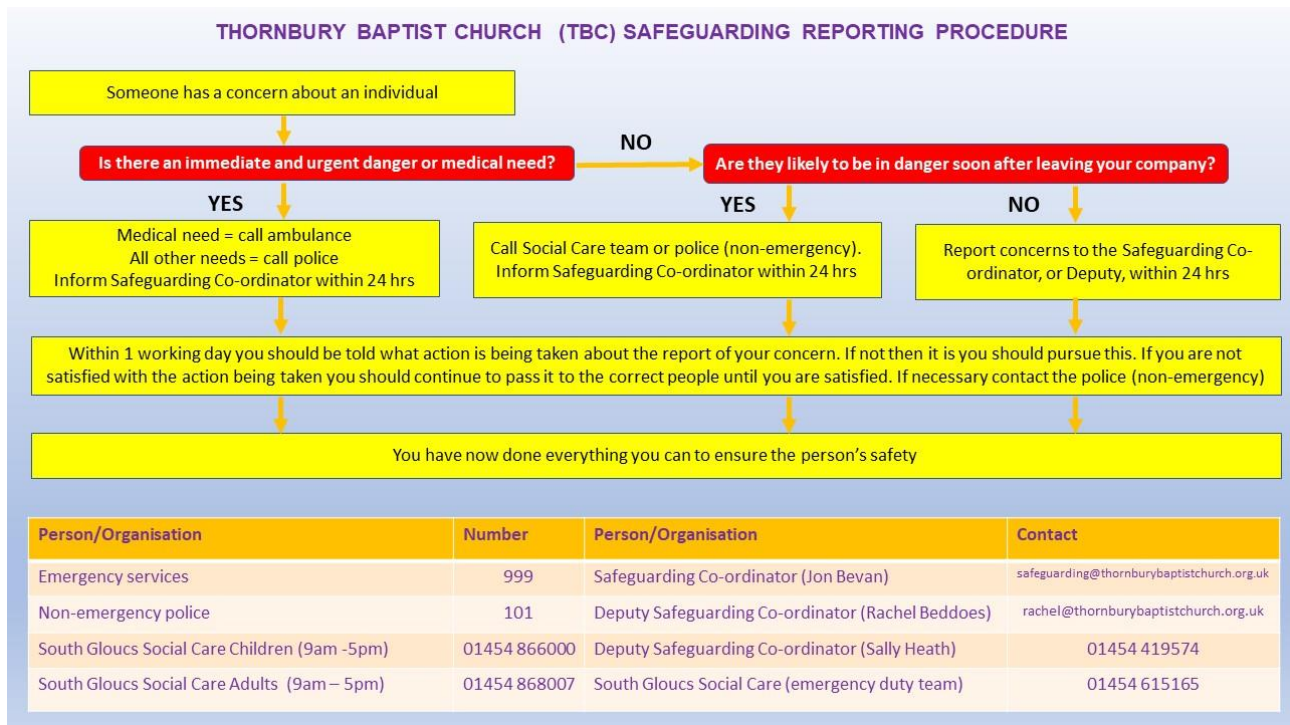 THORNBURY BAPTIST CHURCH (TBC) SAFEGUARDING REPORTING PROCEDURE
Someone has a concern about an individual
Is there an immediate and urgent danger or medical need?
NO
Are they likely to be in danger soon after leaving your company?
YES
YES
NO
Medical need = call ambulance
All other needs = call police
Inform Safeguarding Co-ordinator within 24 hrs
Call Social Care team or police (non-emergency).
Inform Safeguarding Co-ordinator within 24 hrs
Report concerns to the Safeguarding Co-
ordinator, or Deputy, within 24 hrs
Within 1 working day you should be told what action is being taken about the report of your concern. If not then it is you should pursue this. If you are not
satisfied with the action being taken you should continue to pass it to the correct people until you are satisfied. If necessary contact the police (non-emergency)
You have now done everything you can to ensure the person's safety
Person/Organisation Number Person/Organisation Contact
Emergency services 999 Safeguarding Co-ordinator (Jon Bevan) safeguarding@thornburybaptistchurch.org.uk
Non-emergency police 101 Deputy Safeguarding Co-ordinator (Rachel Beddoes) rachel@thornburybaptistchurch.org.uk
South Gloucs Social Care Children (9am -5pm) 01454 866000 Deputy Safeguarding Co-ordinator (Sally Heath) 01454 419574
South Gloucs Social Care Adults (9am – 5pm) 01454 868007 South Gloucs Social Care (emergency duty team) 01454 615165